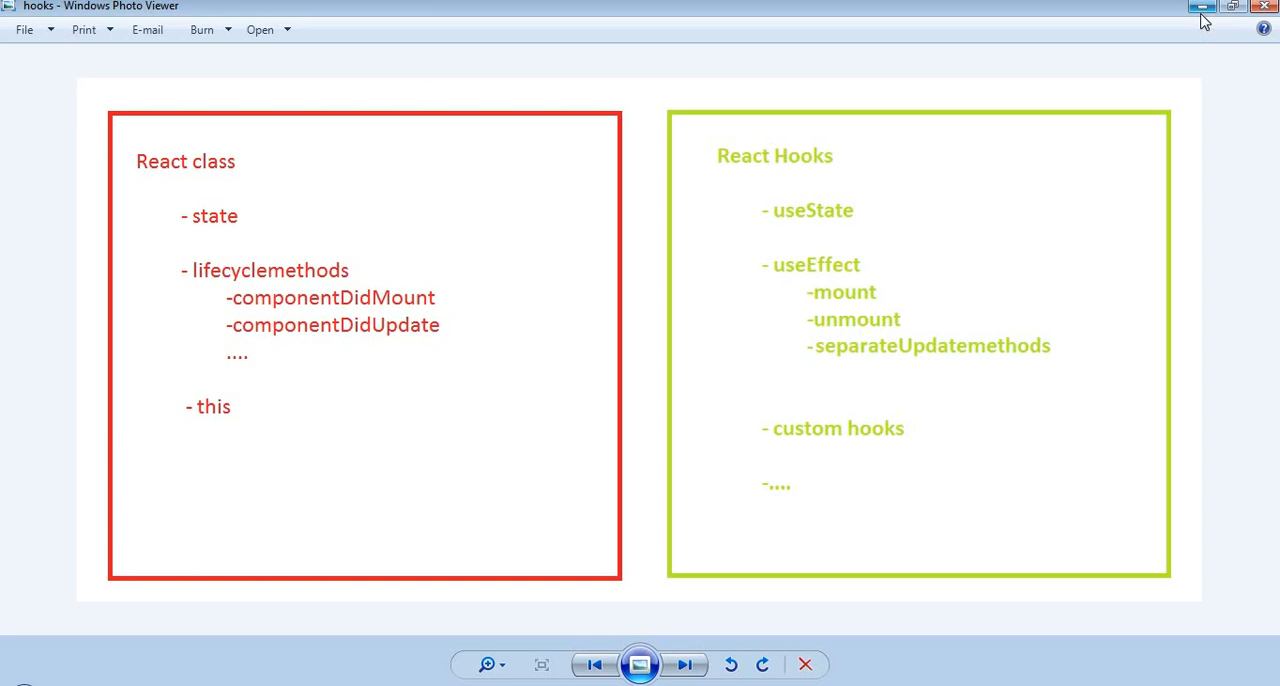 hooks - Windows Photo Viewer
File Print E-mail Burn Open
React class
- state
- lifecyclemethods
-componentDidMount
-componentDidUpdate
....
- this
React Hooks
- useState
- useEffect
-mount
-unmount
-separateUpdatemethods
- custom hooks
-....